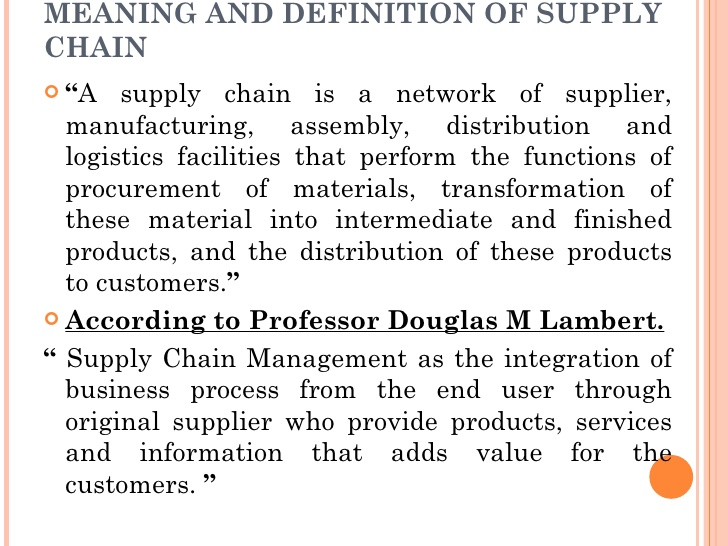 MEANING AND DEFINITION OF SUPPLY
CHAIN
“A supply chain is a network of supplier,
manufacturing, assembly, distribution and
logistics facilities that perform the functions of
procurement of materials, transformation of
these material into intermediate and finished
products, and the distribution of these products
to customers.”
According to Professor Douglas M Lambert.
“ Supply Chain Management as the integration of
business process from the end user through
original supplier who provide products, services
and information that adds value for the
customers. ”